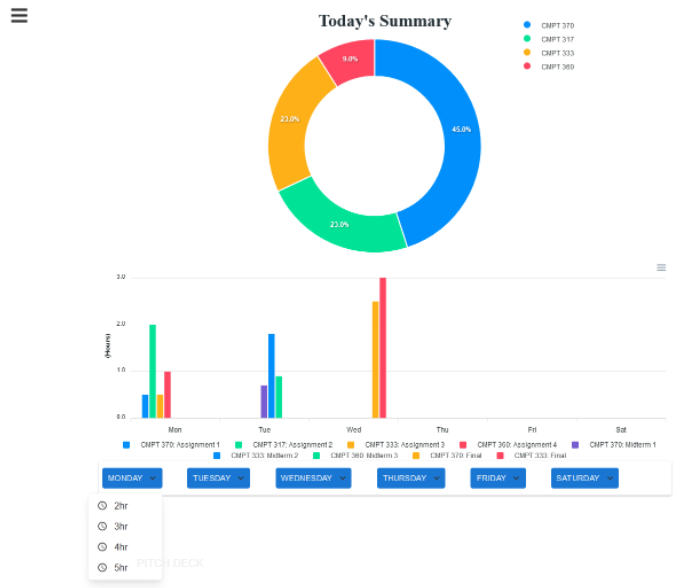 Today's Summary
CMPT 370
CMPT 317
CMPT 333
CMPT 360
9.0%
45.0%
23.0%
23.0%
3.0
2.0
1.0
0.0
(Hours)
Mon Tue Wed Thu Fri Sat
CMPT 370: Assignment 1 CMPT 317: Assignment 2 CMPT 333: Assignment 3 CMPT 360: Assignment 4 CMPT 370: Midterm 1
CMPT 333: Midterm 2 CMPT 360: Midterm 3 CMPT 370: Final CMPT 333: Final
MONDAY TUESDAY WEDNESDAY THURSDAY FRIDAY SATURDAY
2hr
3hr
4hr
5hr
PITCH DECK